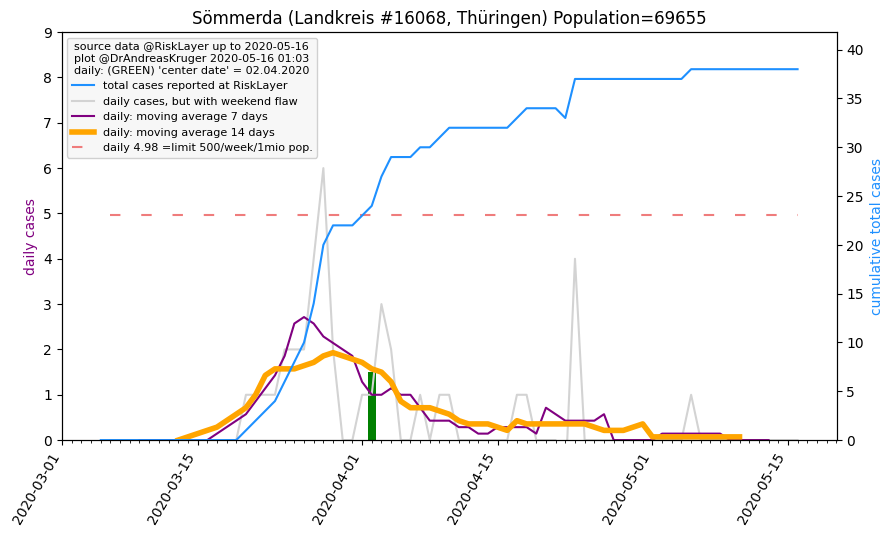 Sömmerda (Landkreis #16068, Thüringen) Population=69655
source data @RiskLayer up to 2020-05-16
plot @DrAndreasKruger 2020-05-16 01:03
daily: (GREEN) 'center date' = 02.04.2020
total cases reported at RiskLayer
daily cases, but with weekend flaw
daily: moving average 7 days
daily: moving average 14 days
daily 4.98 =limit 500/week/1mio pop.
daily cases
9
8
7
6
5
4
3
2
1
0
40
35
30
25
20
15
10
5
0
cumulative total cases
2020-03-01
2020-03-15
2020-04-01
2020-04-15
2020-05-01
2020-05-15